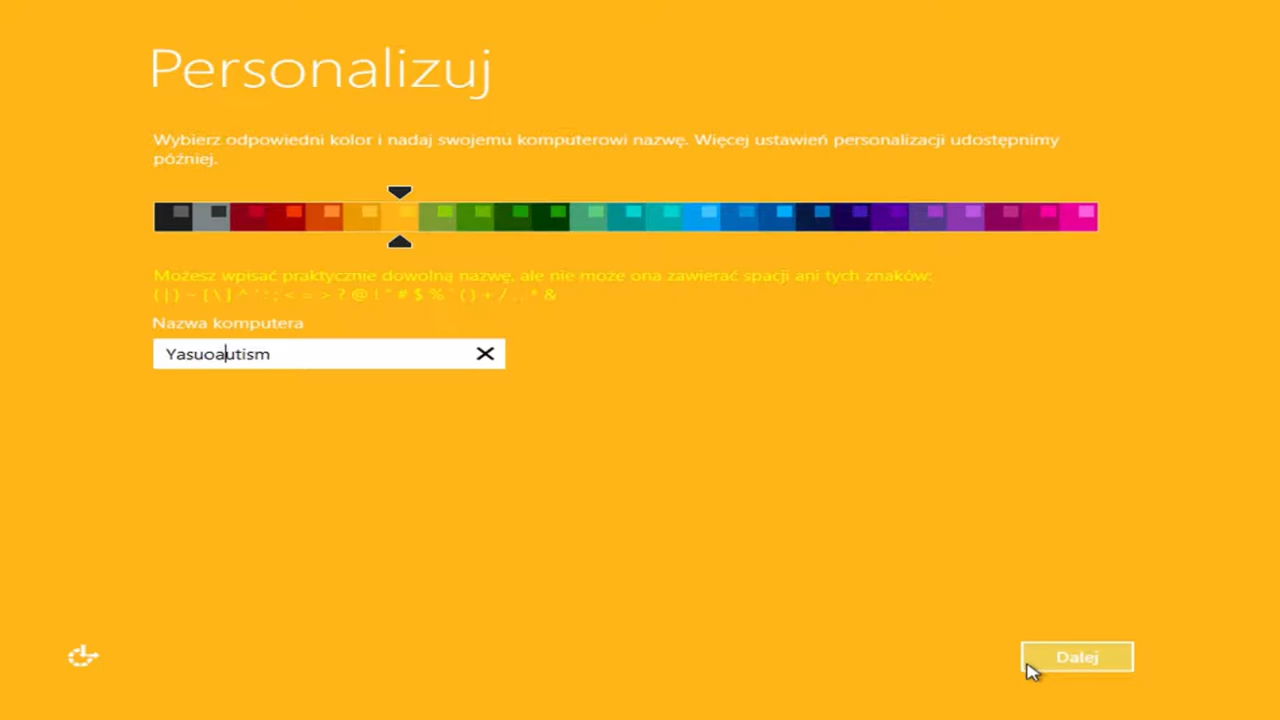 Personalizuj
Wybierz odpowiedni kolor i nadaj swojemu komputerowi nazwę. Więcej ustawień personalizacji udostępnimy
później.
Możesz wpisać praktycznie dowolną nazwę, ale nie może ona zawierać spacji ani tych znaków:
{ | } ~ [ \ ] ^ ' : ; < = > ? @ ! " # $ % ` ( ) + / . , * &
Nazwa komputera
Yasuoautism
Dalej